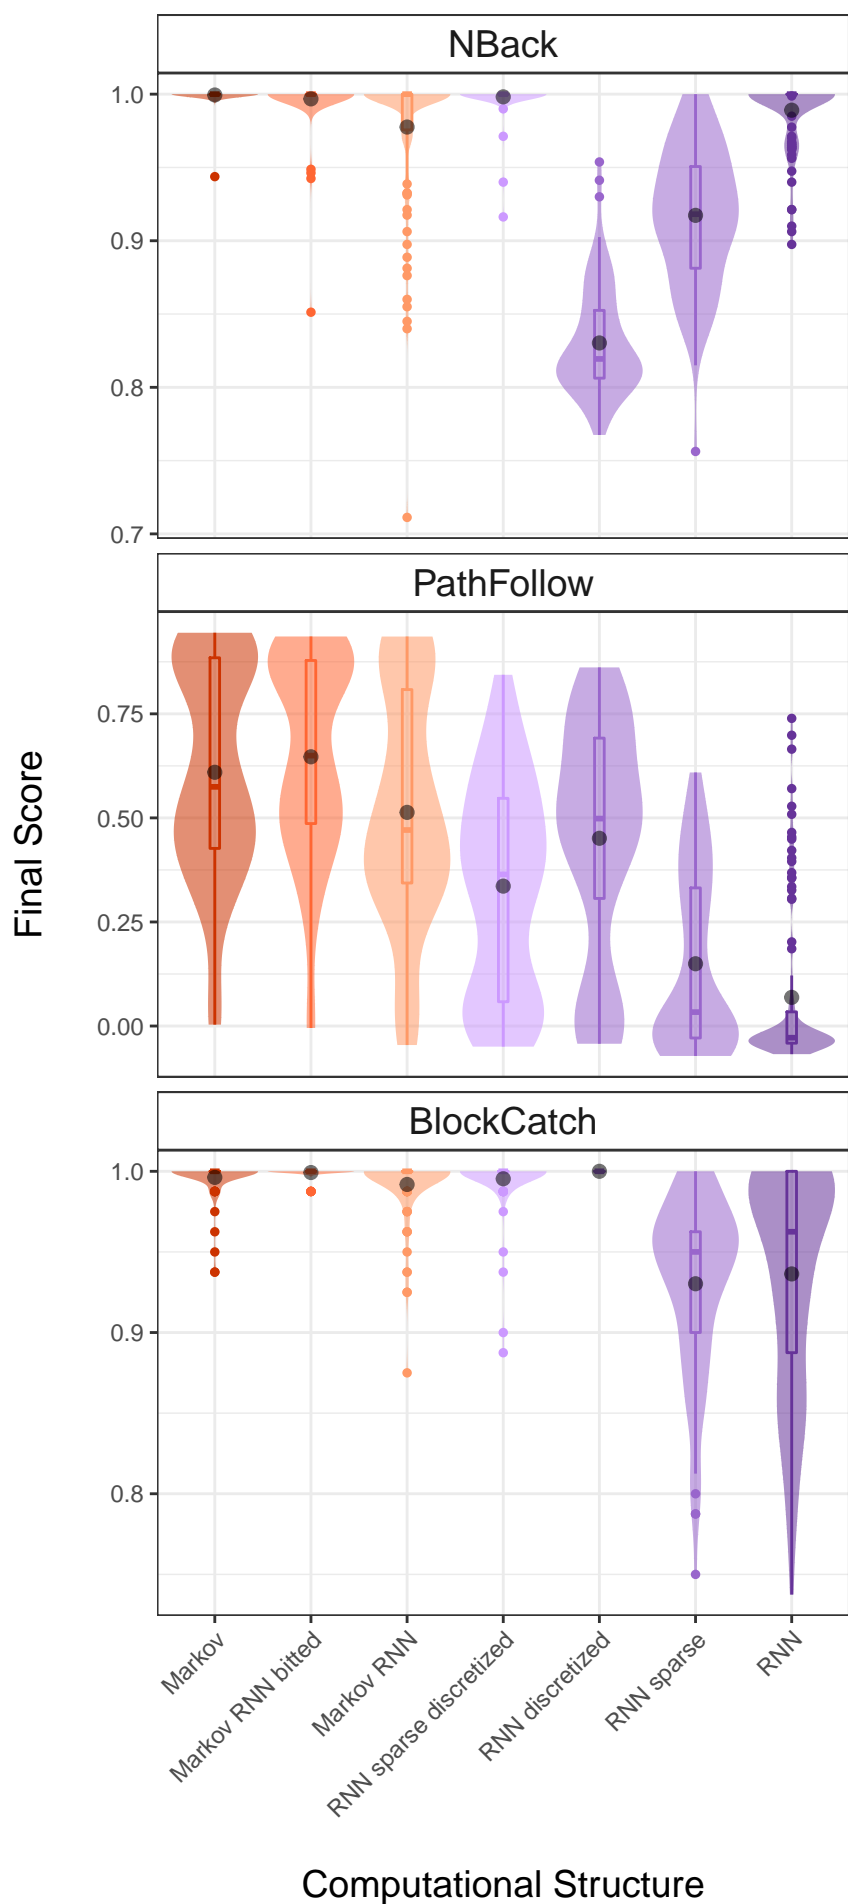 NBack
1.0
0.9
0.8
0.7
PathFollow
0.75
0.50
0.25
0.00
BlockCatch
1.0
0.9
0.8
Final Score
Markov
Markov RNN bitted
Markov RNN
RNN sparse discretized
RNN discretized
RNN sparse
RNN
Computational Structure